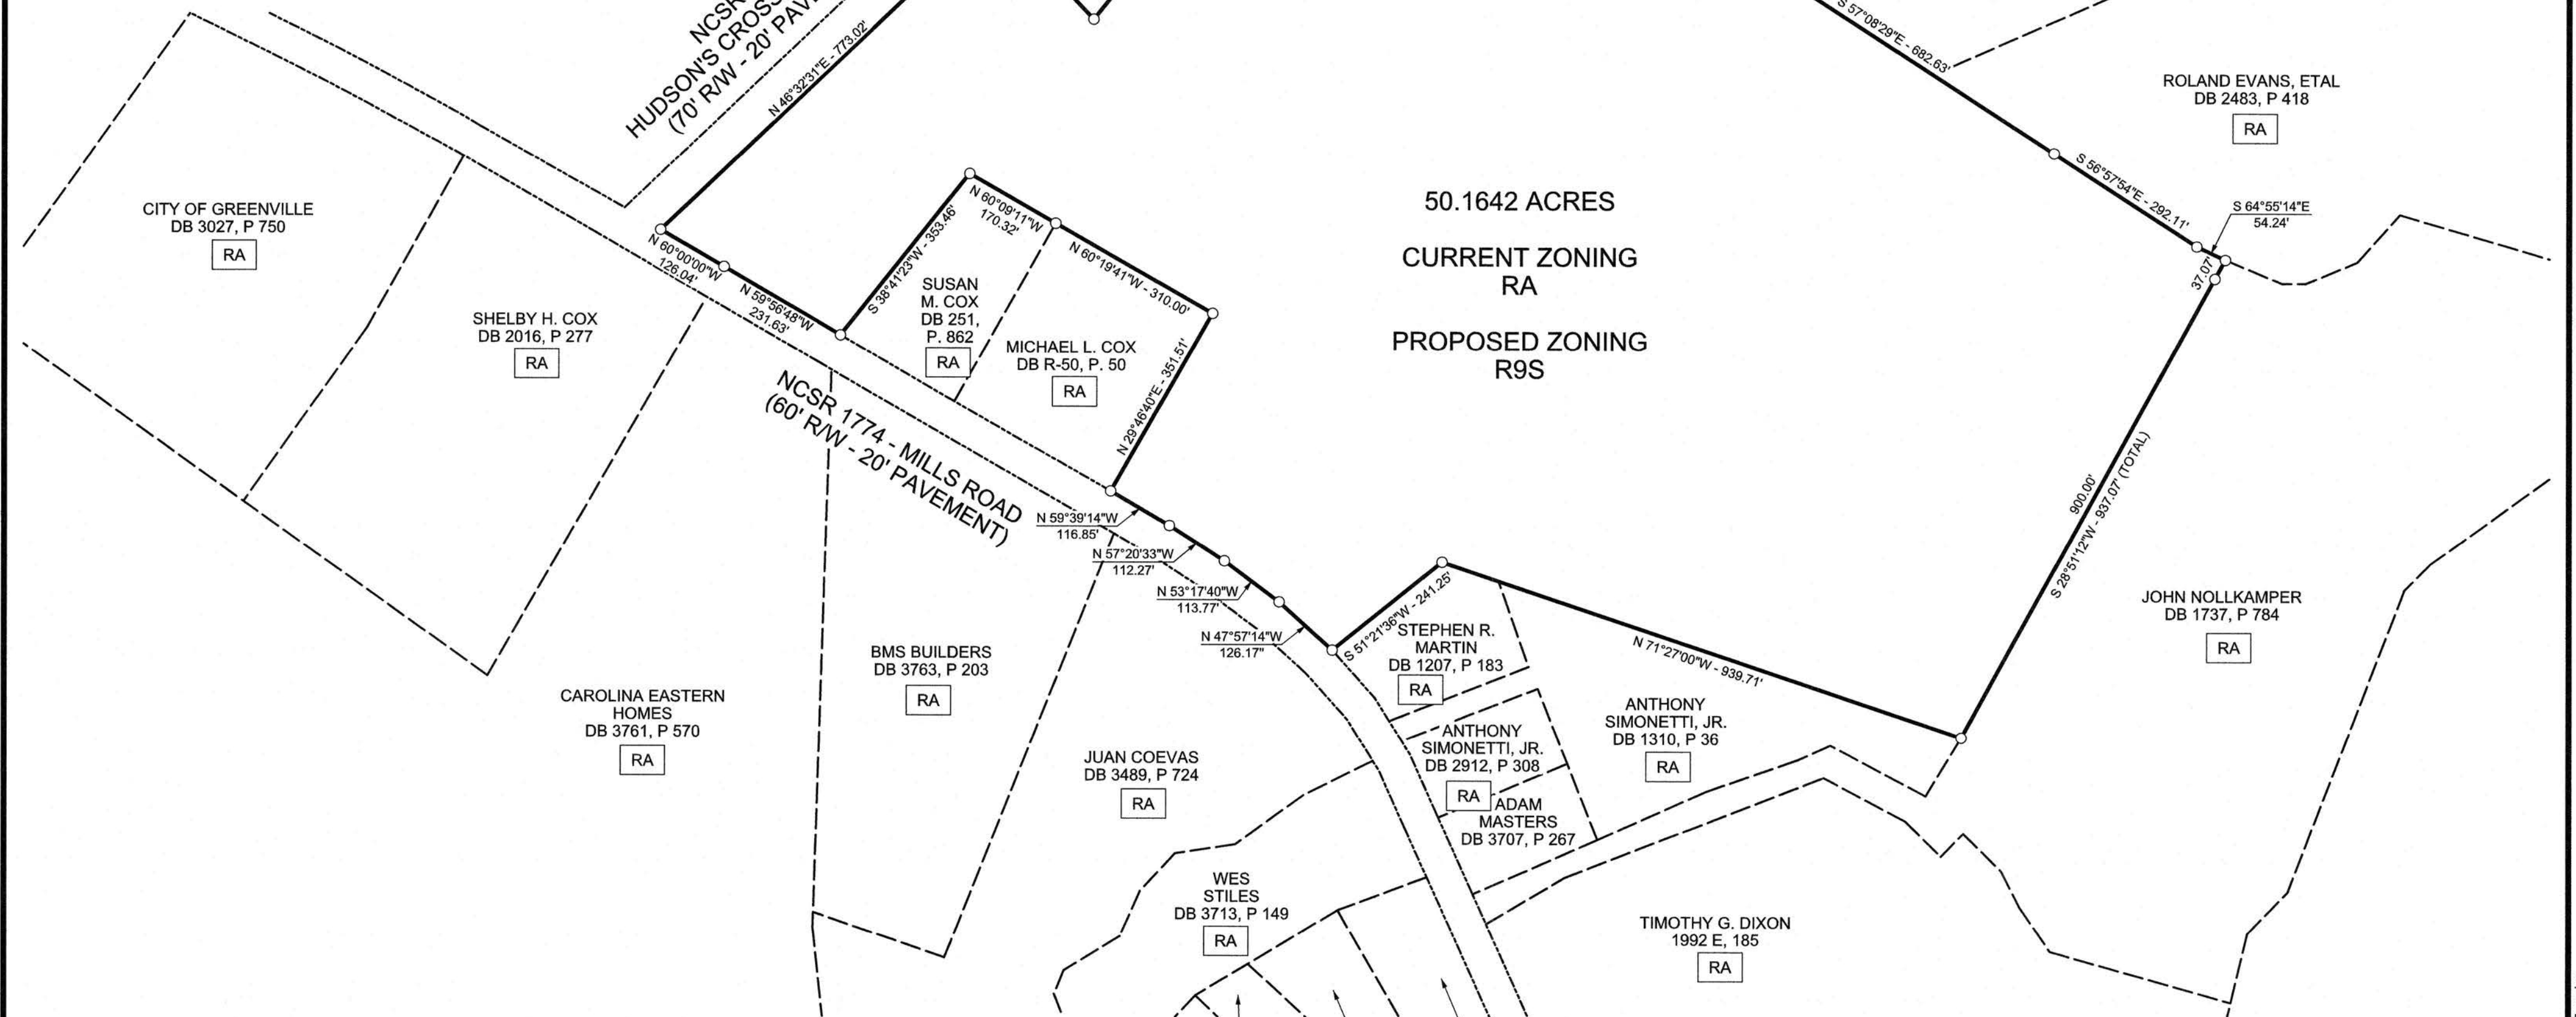 NCSR
HUDSON'S CROSS
(70' R/W - 20' PAV
N 46°32'31"E - 773.02'
S 57°08'29"E - 682.63'
ROLAND EVANS, ETAL
DB 2483, P 418
RA
S 56°57'54"E - 292.11'
S 64°55'14"E
54.24'
37.07'
CITY OF GREENVILLE
DB 3027, P 750
RA
50.1642 ACRES
CURRENT ZONING
RA
PROPOSED ZONING
R9S
N 60°00'00"W
126.04'
N 59°56'48"W
231.63'
S 38°41'23"W - 353.46'
N 60°09'11"W
170.32'
N 60°19'41"W - 310.00'
SUSAN
M. COX
DB 251,
P. 862
RA
MICHAEL L. COX
DB R-50, P. 50
RA
N 29°46'40"E - 351.51'
SHELBY H. COX
DB 2016, P 277
RA
NCSR 1774 - MILLS ROAD
(60' R/W - 20' PAVEMENT)
N 59°39'14"W
116.85'
N 57°20'33"W
112.27'
N 53°17'40"W
113.77'
N 47°57'14"W
126.17"
S 51°21'36"W - 241.25'
900.00'
S 28°51'12"W - 937.07' (TOTAL)
JOHN NOLLKAMPER
DB 1737, P 784
RA
STEPHEN R.
MARTIN
DB 1207, P 183
RA
N 71°27'00"W - 939.71'
BMS BUILDERS
DB 3763, P 203
RA
CAROLINA EASTERN
HOMES
DB 3761, P 570
RA
JUAN COEVAS
DB 3489, P 724
RA
ANTHONY
SIMONETTI, JR.
DB 2912, P 308
RA
ANTHONY
SIMONETTI, JR.
DB 1310, P 36
RA
ADAM
MASTERS
DB 3707, P 267
WES
STILES
DB 3713, P 149
RA
TIMOTHY G. DIXON
1992 E, 185
RA